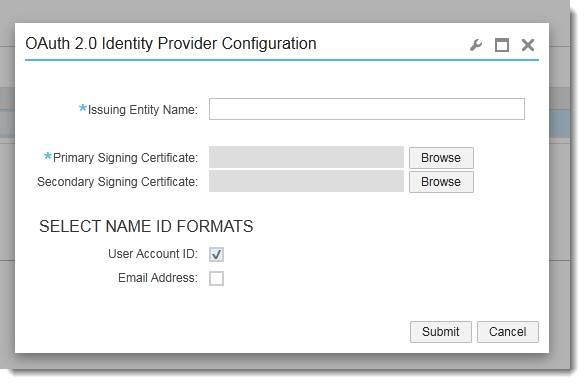 OAuth 2.0 Identity Provider Configuration
*Issuing Entity Name:
*Primary Signing Certificate: Browse
Secondary Signing Certificate: Browse
SELECT NAME ID FORMATS
User Account ID:
Email Address:
Submit Cancel